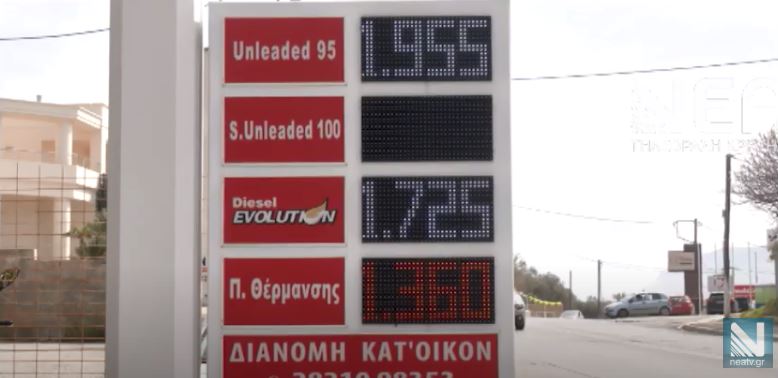 Unleaded 95
1.955
S.Unleaded 100
Diesel
EVOLUTION
1.725
Π. Θέρμανσης
1.360
ΔΙΑΝΟΜΗ ΚΑΤ'ΟΙΚΟΝ
N
neatv.gr